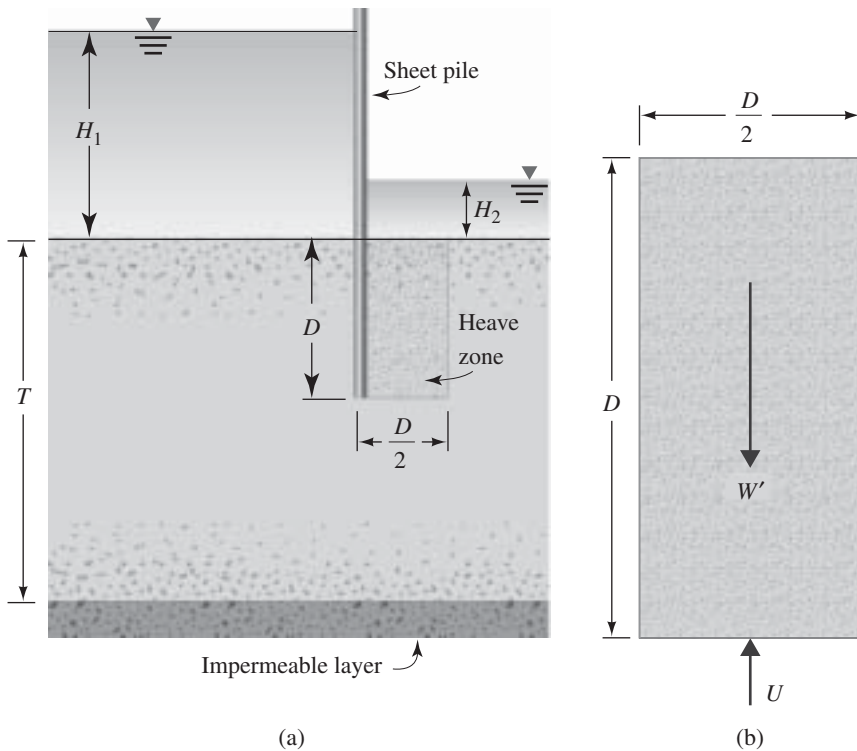 Sheet pile
H₁
H₂
D
Heave
zone
T
D/2
Impermeable layer
(a)
D/2
D
W′
U
(b)